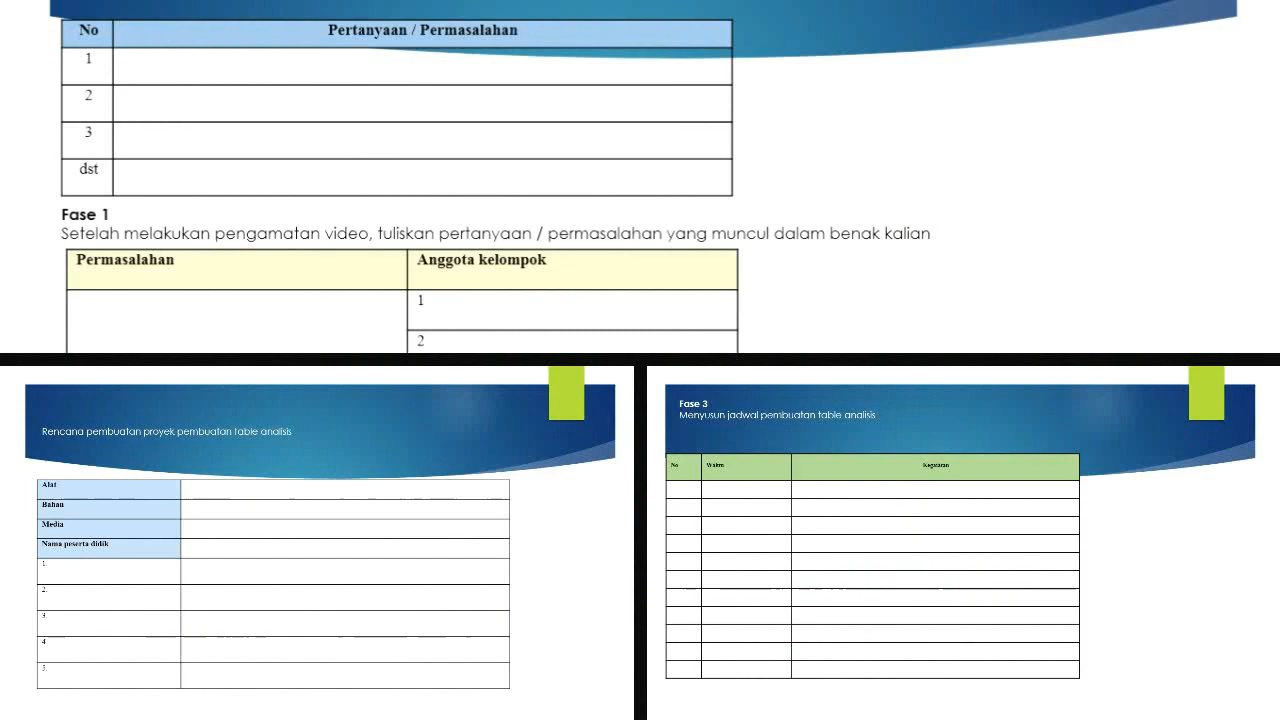 No Pertanyaan / Permasalahan
1
2
3
dst
Fase 1
Setelah melakukan pengamatan video, tuliskan pertanyaan / permasalahan yang muncul dalam benak kalian
Permasalahan Anggota kelompok
1
2
Rencana pembuatan proyek pembuatan table analisis
Alat
Bahan
Media
Nama peserta didik
1.
2.
3
4
5.
Fase 3
Menyusun jadwal pembuatan table analisis
No Waktu Kegiatan